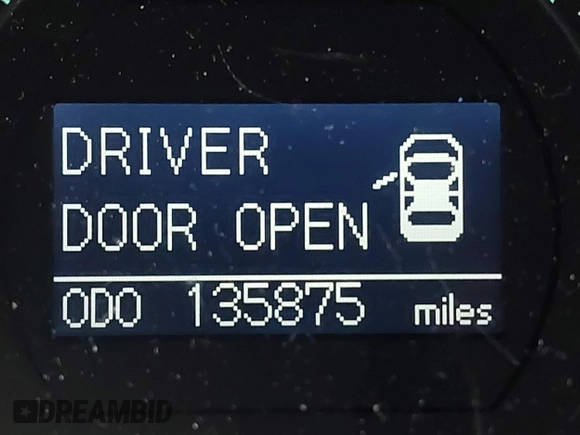 DRIVER
DOOR OPEN
ODO 135875 miles
DREAMBID